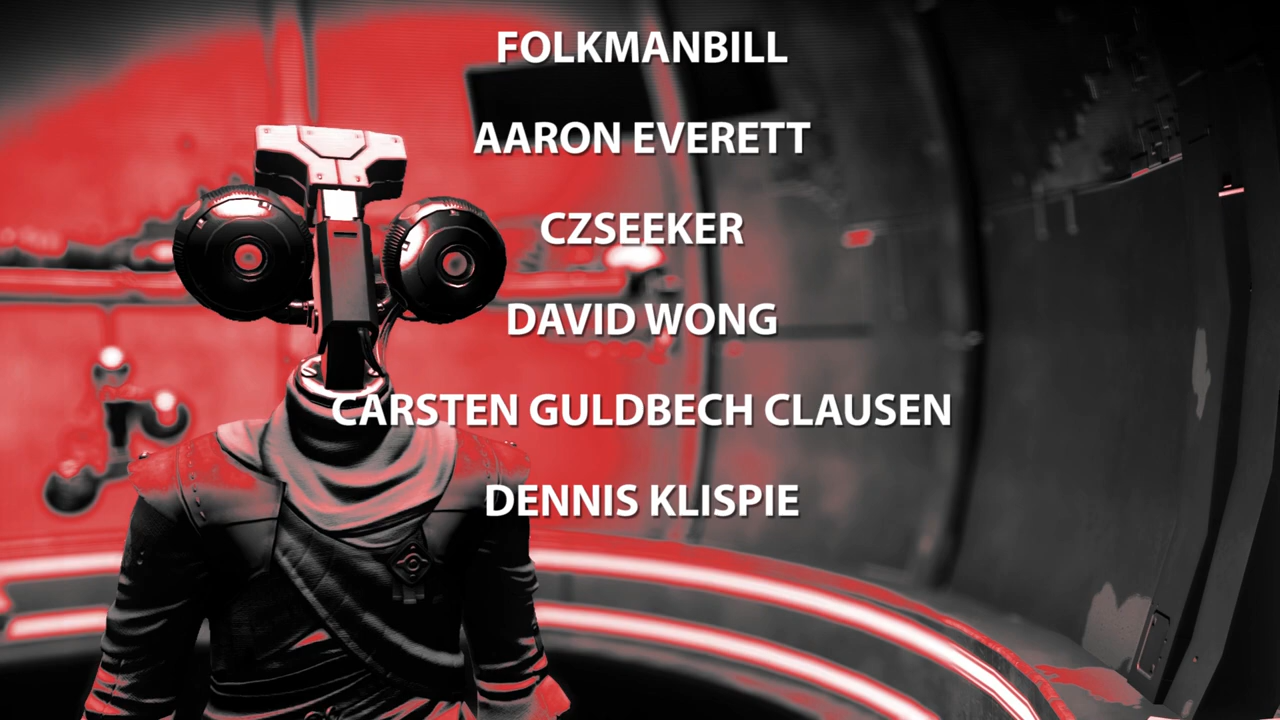 FOLKMANBILL
AARON EVERETT
CZSEEKER
DAVID WONG
CARSTEN GULDBECH CLAUSEN
DENNIS KLISPIE